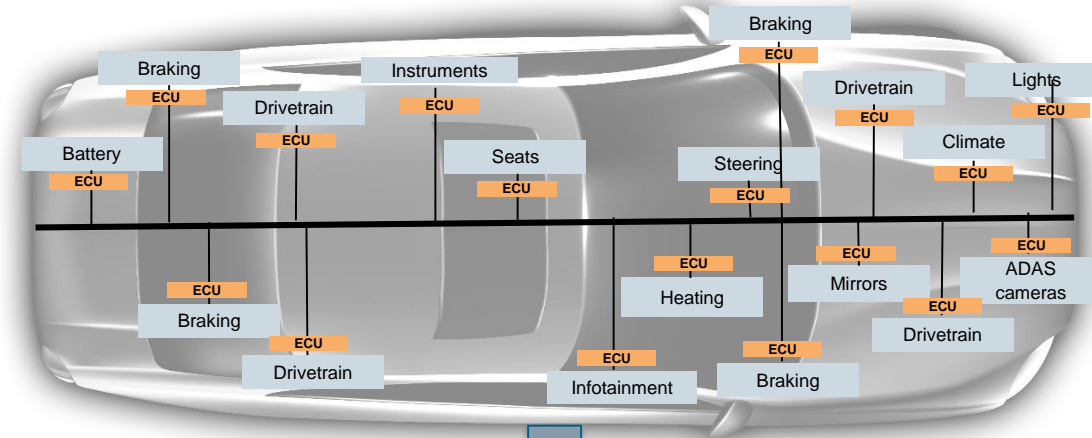 Braking
ECU
Braking
ECU
Instruments
ECU
Drivetrain
ECU
Drivetrain
ECU
Lights
ECU
Battery
ECU
Seats
ECU
Steering
ECU
Climate
ECU
ECU
Braking
ECU
Heating
ECU
Mirrors
ECU
ADAS
cameras
ECU
Drivetrain
ECU
Drivetrain
ECU
Infotainment
ECU
Braking